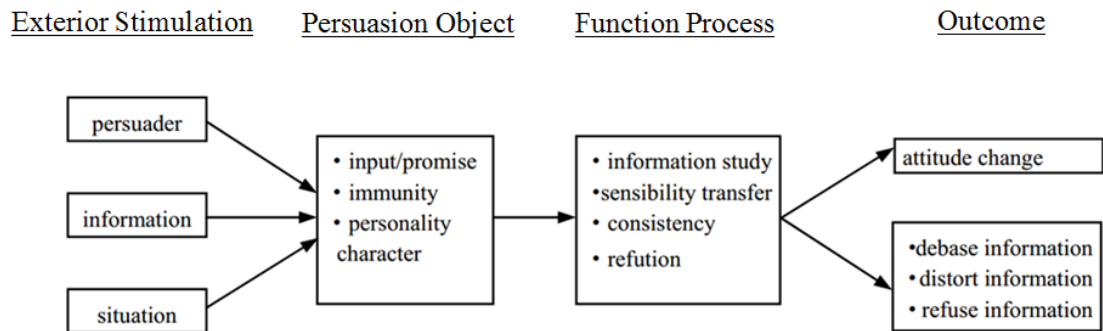 Exterior Stimulation
Persuasion Object
Function Process
Outcome
persuader
information
situation
• input/promise
• immunity
• personality
character
• information study
•sensibility transfer
• consistency
• refution
attitude change
•debase information
•distort information
•refuse information